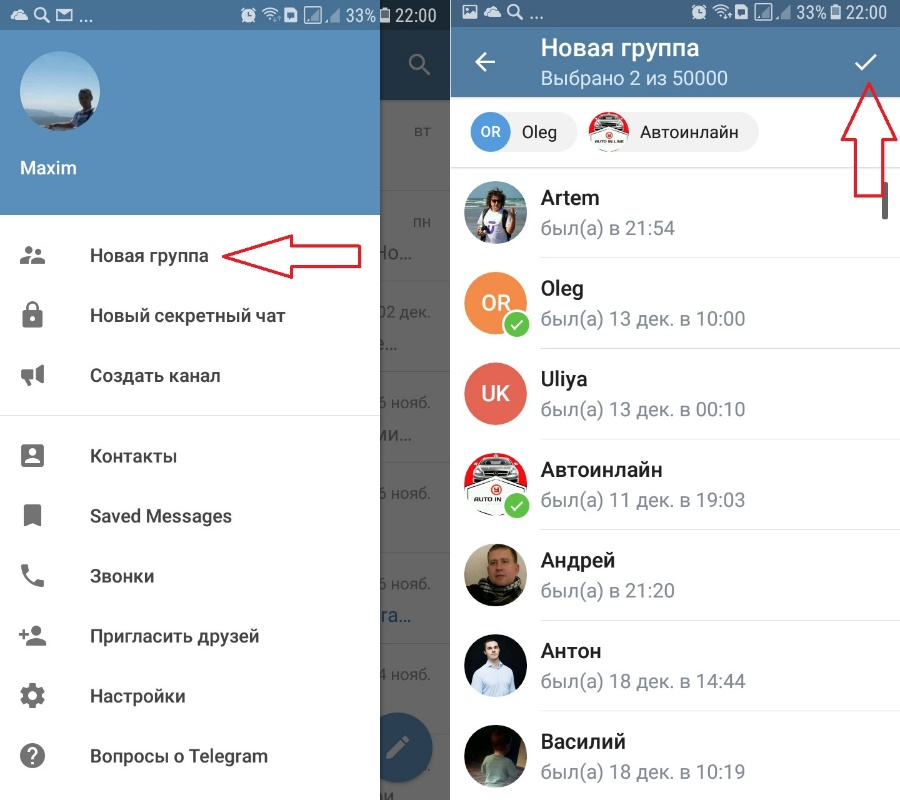 ... 33% 22:00
Maxim
Новая группа
Новый секретный чат
Создать канал
Контакты
Saved Messages
Звонки
Пригласить друзей
Настройки
Вопросы о Telegram
вт
пн
Но...
02 дек.
е...
6 нояб.
ми...
6 нояб.
6 нояб.
га...
4 нояб.
... 33% 22:00
Новая группа
Выбрано 2 из 50000
OR Oleg
AUTO IN LINE Автоинлайн
Artem
был(а) в 21:54
OR Oleg
был(а) 13 дек. в 10:00
UK Uliya
был(а) 13 дек. в 00:10
AUTO IN Автоинлайн
был(а) 11 дек. в 19:03
Андрей
был(а) в 21:20
Антон
был(а) 18 дек. в 14:44
Василий
был(а) 18 дек. в 10:19